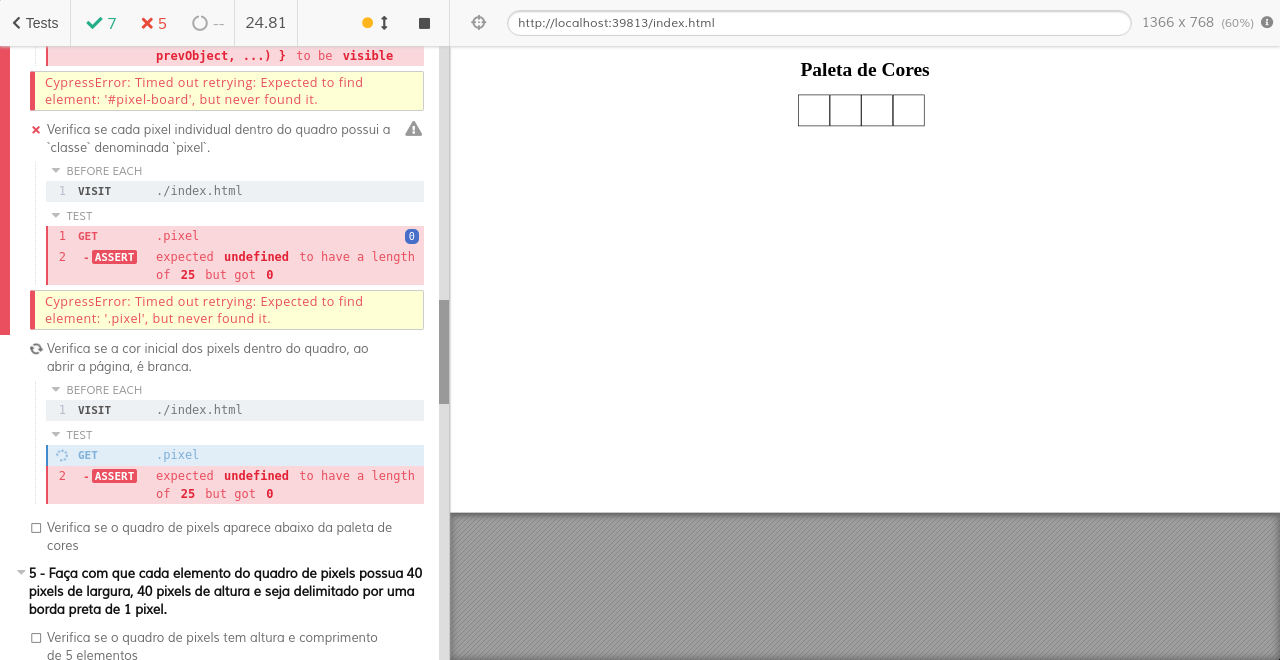 Tests 7 5 -- 24.81
http://localhost:39813/index.html 1366 x 768 (60%)
prevObject, ...) } to be visible
CypressError: Timed out retrying: Expected to find
element: '#pixel-board', but never found it.
Verifica se cada pixel individual dentro do quadro possui a
`classe` denominada `pixel`.
BEFORE EACH
1 VISIT ./index.html
TEST
1 GET .pixel 0
2 -ASSERT expected undefined to have a length
of 25 but got 0
CypressError: Timed out retrying: Expected to find
element: '.pixel', but never found it.
Verifica se a cor inicial dos pixels dentro do quadro, ao
abrir a página, é branca.
BEFORE EACH
1 VISIT ./index.html
TEST
GET .pixel
2 -ASSERT expected undefined to have a length
of 25 but got 0
Verifica se o quadro de pixels aparece abaixo da paleta de
cores
5 - Faça com que cada elemento do quadro de pixels possua 40
pixels de largura, 40 pixels de altura e seja delimitado por uma
borda preta de 1 pixel.
Verifica se o quadro de pixels tem altura e comprimento
de 5 elementos
Paleta de Cores